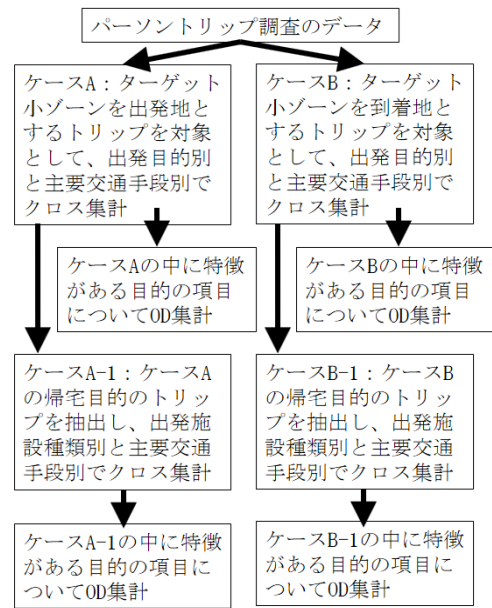 パーソントリップ調査のデータ
ケースA：ターゲット
小ゾーンを出発地と
するトリップを対象
として、出発目的別
と主要交通手段別で
クロス集計
ケースB：ターゲット
小ゾーンを到着地と
するトリップを対象
として、出発目的別
と主要交通手段別で
クロス集計
ケースAの中に特徴
がある目的の項目
についてOD集計
ケースBの中に特徴
がある目的の項目
についてOD集計
ケースA-1：ケースA
の帰宅目的のトリッ
プを抽出し、出発施
設種類別と主要交通
手段別でクロス集計
ケースB-1：ケースB
の帰宅目的のトリッ
プを抽出し、出発施
設種類別と主要交通
手段別でクロス集計
ケースA-1の中に特徴
がある目的の項目に
ついてOD集計
ケースB-1の中に特徴
がある目的の項目に
ついてOD集計